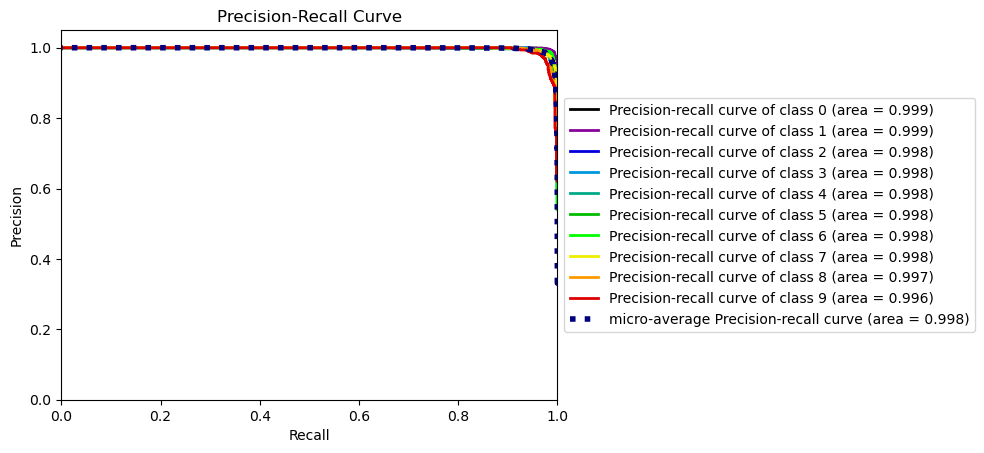 Precision-Recall Curve
1.0
0.8
0.6
0.4
0.2
0.0
Precision
0.0 0.2 0.4 0.6 0.8 1.0
Recall
Precision-recall curve of class 0 (area = 0.999)
Precision-recall curve of class 1 (area = 0.999)
Precision-recall curve of class 2 (area = 0.998)
Precision-recall curve of class 3 (area = 0.998)
Precision-recall curve of class 4 (area = 0.998)
Precision-recall curve of class 5 (area = 0.998)
Precision-recall curve of class 6 (area = 0.998)
Precision-recall curve of class 7 (area = 0.998)
Precision-recall curve of class 8 (area = 0.997)
Precision-recall curve of class 9 (area = 0.996)
micro-average Precision-recall curve (area = 0.998)